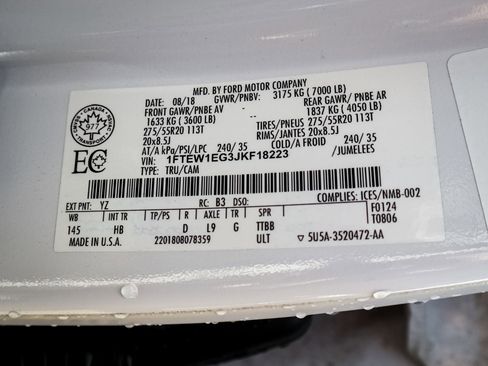 MFD. BY FORD MOTOR COMPANY
DATE: 08/18 GVWR/PNBV: 3175 KG ( 7000 LB)
FRONT GAWR/PNBE AV REAR GAWR/ PNBE AR
1633 KG ( 3600 LB) 1837 KG ( 4050 LB)
275/55R20 113T TIRES/PNEUS 275/55R20 113T
20x8.5J RIMS/JANTES 20x8.5J
AT/A kPa/PSI/LPC 240/ 35 COLD/A FROID 240/ 35
VIN: 1FTEW1EG3JKF18223 /JUMELEES
TYPE: TRU/CAM
CANADA
977
TRANSPORT
EC
COMPLIES: ICES/NMB-002
EXT PNT: YZ RC: B3 DSO: F0124
WB INT TR TP/PS R AXLE TR SPR T0806
145 HB D L9 G TTBB
MADE IN U.S.A. 2201808078359 ULT ▽ 5U5A-3520472-AA